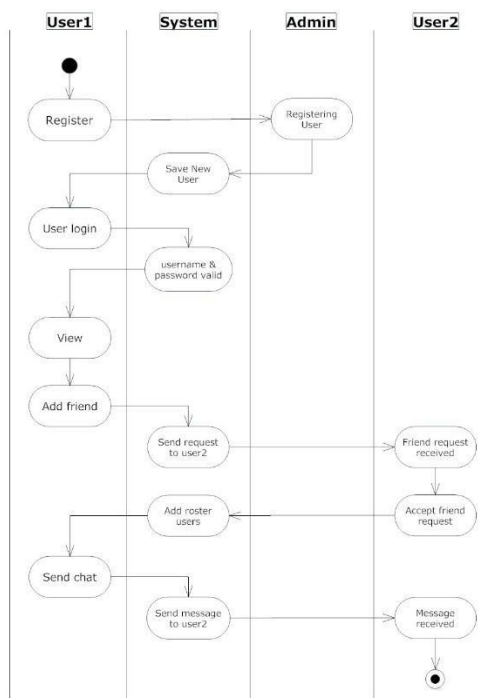 User1
System
Admin
User2
Register
Registering
User
Save New
User
User login
username &
password valid
View
Add friend
Send request
to user2
Friend request
received
Add roster
users
Accept friend
request
Send chat
Send message
to user2
Message
received